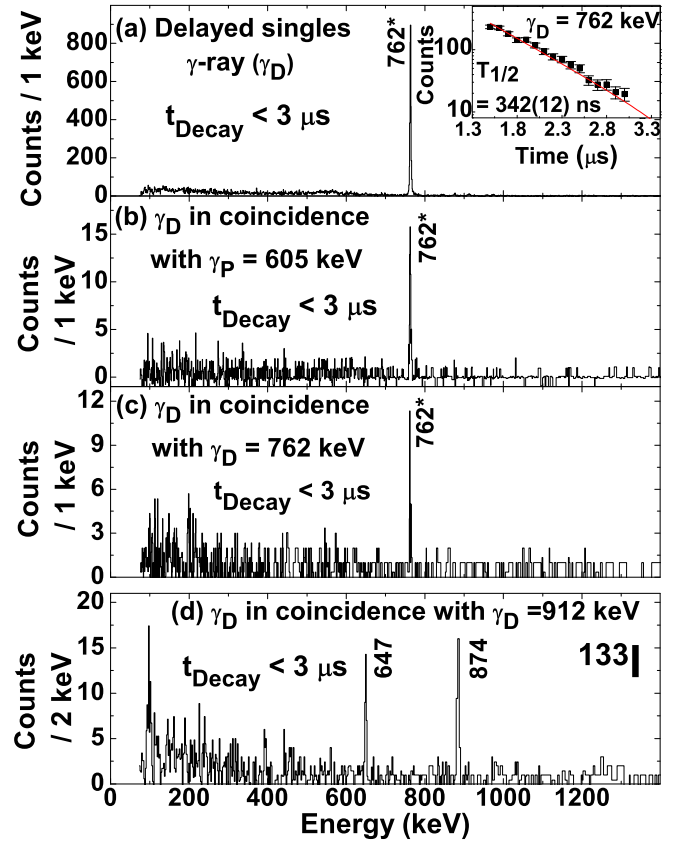 (a) Delayed singles
γ-ray (γD)
tDecay < 3 μs
762*
Counts / 1 keV
800
600
400
200
0
γD = 762 keV
Counts
100
10
T1/2
= 342(12) ns
1.3 1.8 2.3 2.8 3.3
Time (μs)
(b) γD in coincidence
with γP = 605 keV
tDecay < 3 μs
762*
Counts
/ 1 keV
15
10
5
0
(c) γD in coincidence
with γD = 762 keV
tDecay < 3 μs
762*
Counts
/ 1 keV
12
9
6
3
0
(d) γD in coincidence with γD =912 keV
tDecay < 3 μs
647
874
133I
Counts
/ 2 keV
20
15
10
5
0
0 200 400 600 800 1000 1200
Energy (keV)